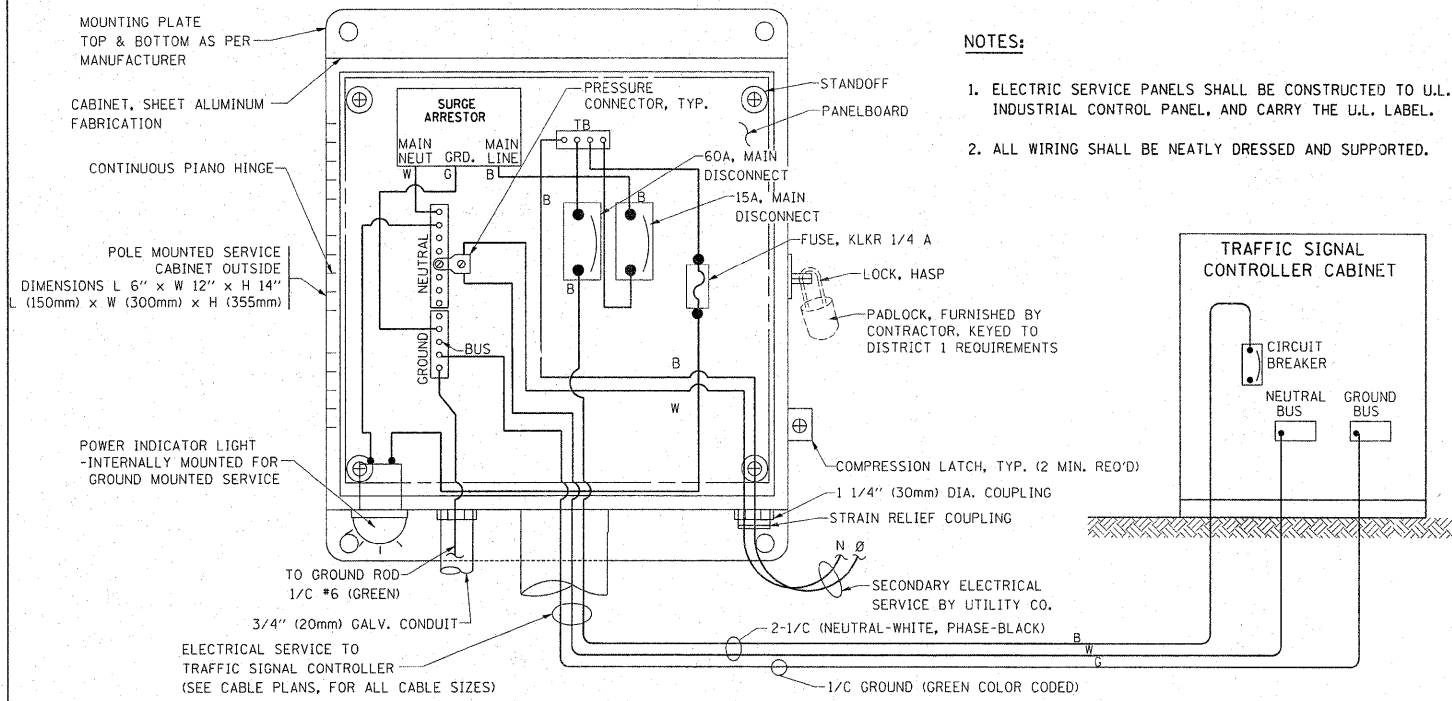 MOUNTING PLATE
TOP & BOTTOM AS PER
MANUFACTURER
CABINET, SHEET ALUMINUM
FABRICATION
CONTINUOUS PIANO HINGE
POLE MOUNTED SERVICE
CABINET OUTSIDE
DIMENSIONS L 6" x W 12" x H 14"
L (150mm) x W (300mm) x H (355mm)
POWER INDICATOR LIGHT
-INTERNALLY MOUNTED FOR
GROUND MOUNTED SERVICE
SURGE
ARRESTOR
MAIN
NEUT
GRD.
MAIN
LINE
W
G
B
PRESSURE
CONNECTOR, TYP.
TB
60A, MAIN
DISCONNECT
15A, MAIN
DISCONNECT
B
B
B
NEUTRAL
GROUND
BUS
FUSE, KLKR 1/4 A
B
W
STANDOFF
PANELBOARD
LOCK, HASP
PADLOCK, FURNISHED BY
CONTRACTOR, KEYED TO
DISTRICT 1 REQUIREMENTS
COMPRESSION LATCH, TYP. (2 MIN. REQ'D)
1 1/4" (30mm) DIA. COUPLING
STRAIN RELIEF COUPLING
N Ø
SECONDARY ELECTRICAL
SERVICE BY UTILITY CO.
TO GROUND ROD
1/C #6 (GREEN)
3/4" (20mm) GALV. CONDUIT
ELECTRICAL SERVICE TO
TRAFFIC SIGNAL CONTROLLER
(SEE CABLE PLANS, FOR ALL CABLE SIZES)
2-1/C (NEUTRAL-WHITE, PHASE-BLACK)
1/C GROUND (GREEN COLOR CODED)
B
W
G
NOTES:
1. ELECTRIC SERVICE PANELS SHALL BE CONSTRUCTED TO U.L.
INDUSTRIAL CONTROL PANEL, AND CARRY THE U.L. LABEL.
2. ALL WIRING SHALL BE NEATLY DRESSED AND SUPPORTED.
TRAFFIC SIGNAL
CONTROLLER CABINET
CIRCUIT
BREAKER
NEUTRAL
BUS
GROUND
BUS